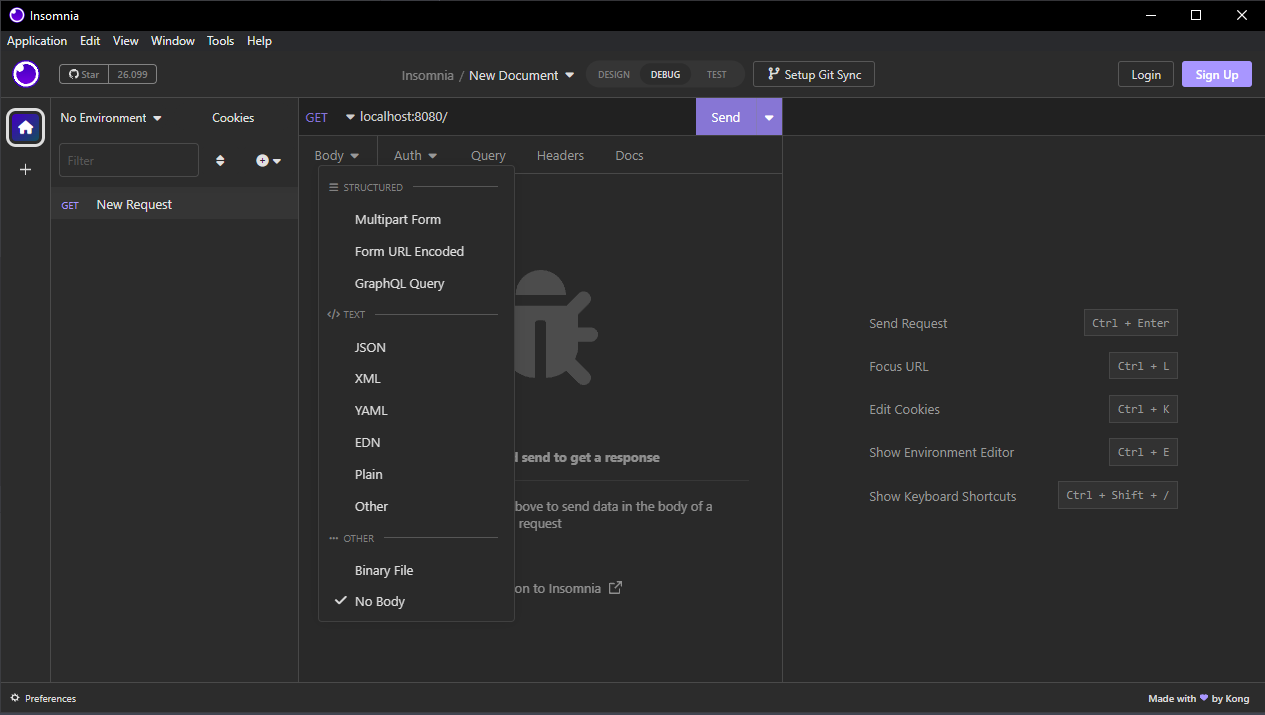 Insomnia
Application Edit View Window Tools Help
Star 26.099
Insomnia / New Document
DESIGN DEBUG TEST
Setup Git Sync
Login
Sign Up
No Environment
Cookies
Filter
GET New Request
GET localhost:8080/
Send
Body Auth Query Headers Docs
STRUCTURED
Multipart Form
Form URL Encoded
GraphQL Query
TEXT
JSON
XML
YAML
EDN
Plain
Other
OTHER
Binary File
No Body
send to get a response
bove to send data in the body of a
request
on to Insomnia
Send Request Ctrl + Enter
Focus URL Ctrl + L
Edit Cookies Ctrl + K
Show Environment Editor Ctrl + E
Show Keyboard Shortcuts Ctrl + Shift + /
Preferences
Made with ❤ by Kong